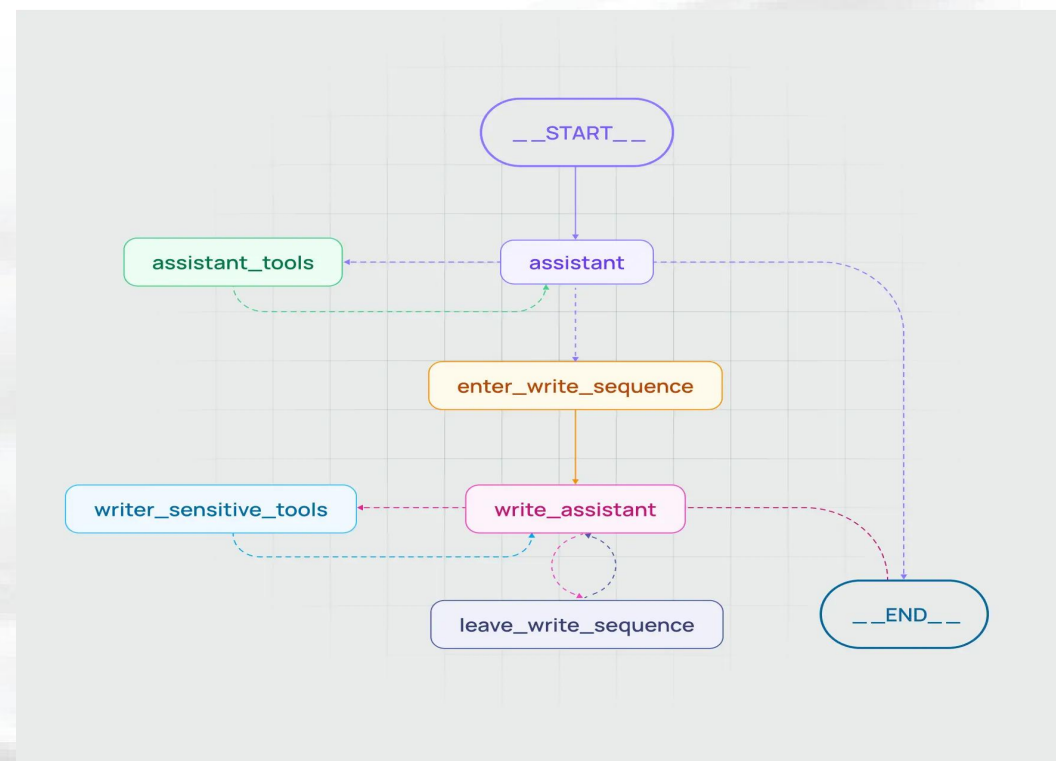 __START__
assistant_tools
assistant
enter_write_sequence
writer_sensitive_tools
write_assistant
leave_write_sequence
__END__